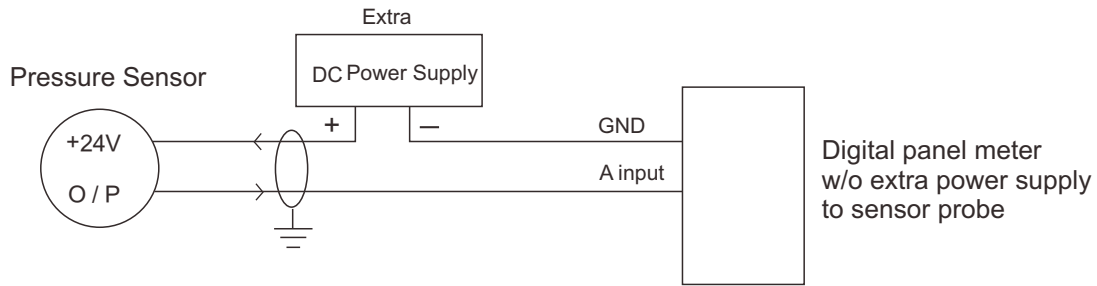 Extra
DC Power Supply
Pressure Sensor
+ –
+24V
GND
O / P
A input
Digital panel meter
w/o extra power supply
to sensor probe